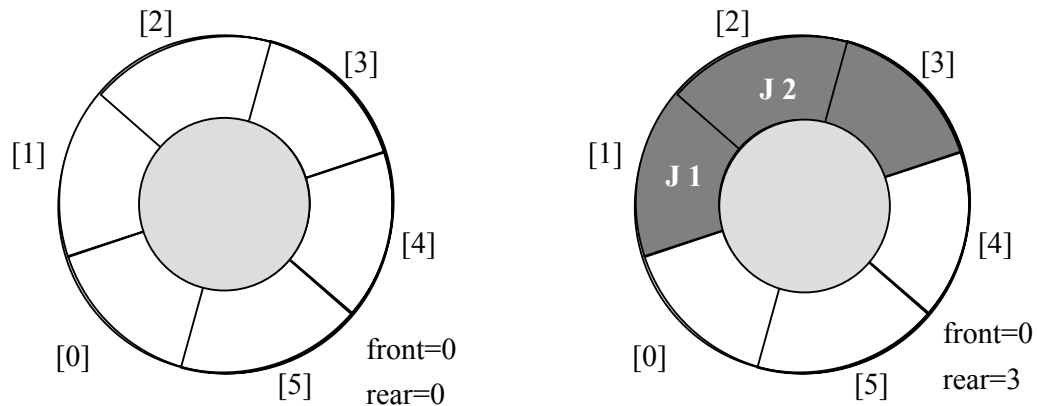 [2]
[3]
[1]
[4]
[0]
[5]
front=0
rear=0
[2]
[3]
J 2
[1]
J 1
[4]
[0]
[5]
front=0
rear=3